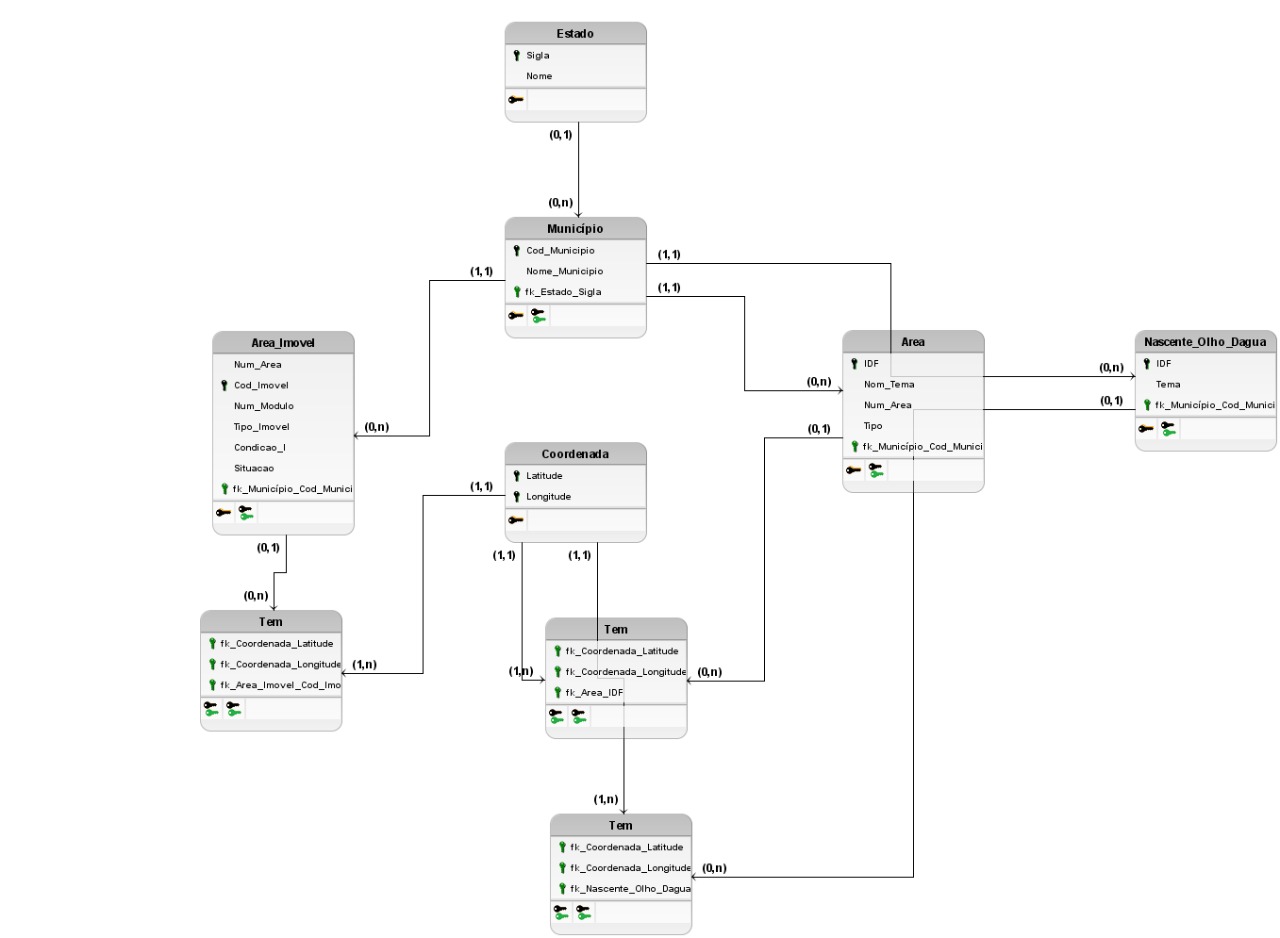 Estado
Sigla
Nome
(0,1)
(0,n)
Município
Cod_Municipio
Nome_Municipio
fk_Estado_Sigla
(1,1)
(1,1)
(1,1)
Area_Imovel
Num_Area
Cod_Imovel
Num_Modulo
Tipo_Imovel
Condicao_I
Situacao
fk_Município_Cod_Munici
(0,n)
(0,1)
(0,n)
Area
IDF
Nom_Tema
Num_Area
Tipo
fk_Município_Cod_Munici
(0,n)
(0,1)
Nascente_Olho_Dagua
IDF
Tema
fk_Município_Cod_Munici
(0,n)
(0,1)
Coordenada
Latitude
Longitude
(1,1)
(1,1)
(1,1)
Tem
fk_Coordenada_Latitude
fk_Coordenada_Longitude
fk_Area_Imovel_Cod_Imo
(1,n)
Tem
fk_Coordenada_Latitude
fk_Coordenada_Longitude
fk_Area_IDF
(1,n)
(0,n)
(1,n)
Tem
fk_Coordenada_Latitude
fk_Coordenada_Longitude
fk_Nascente_Olho_Dagua
(0,n)